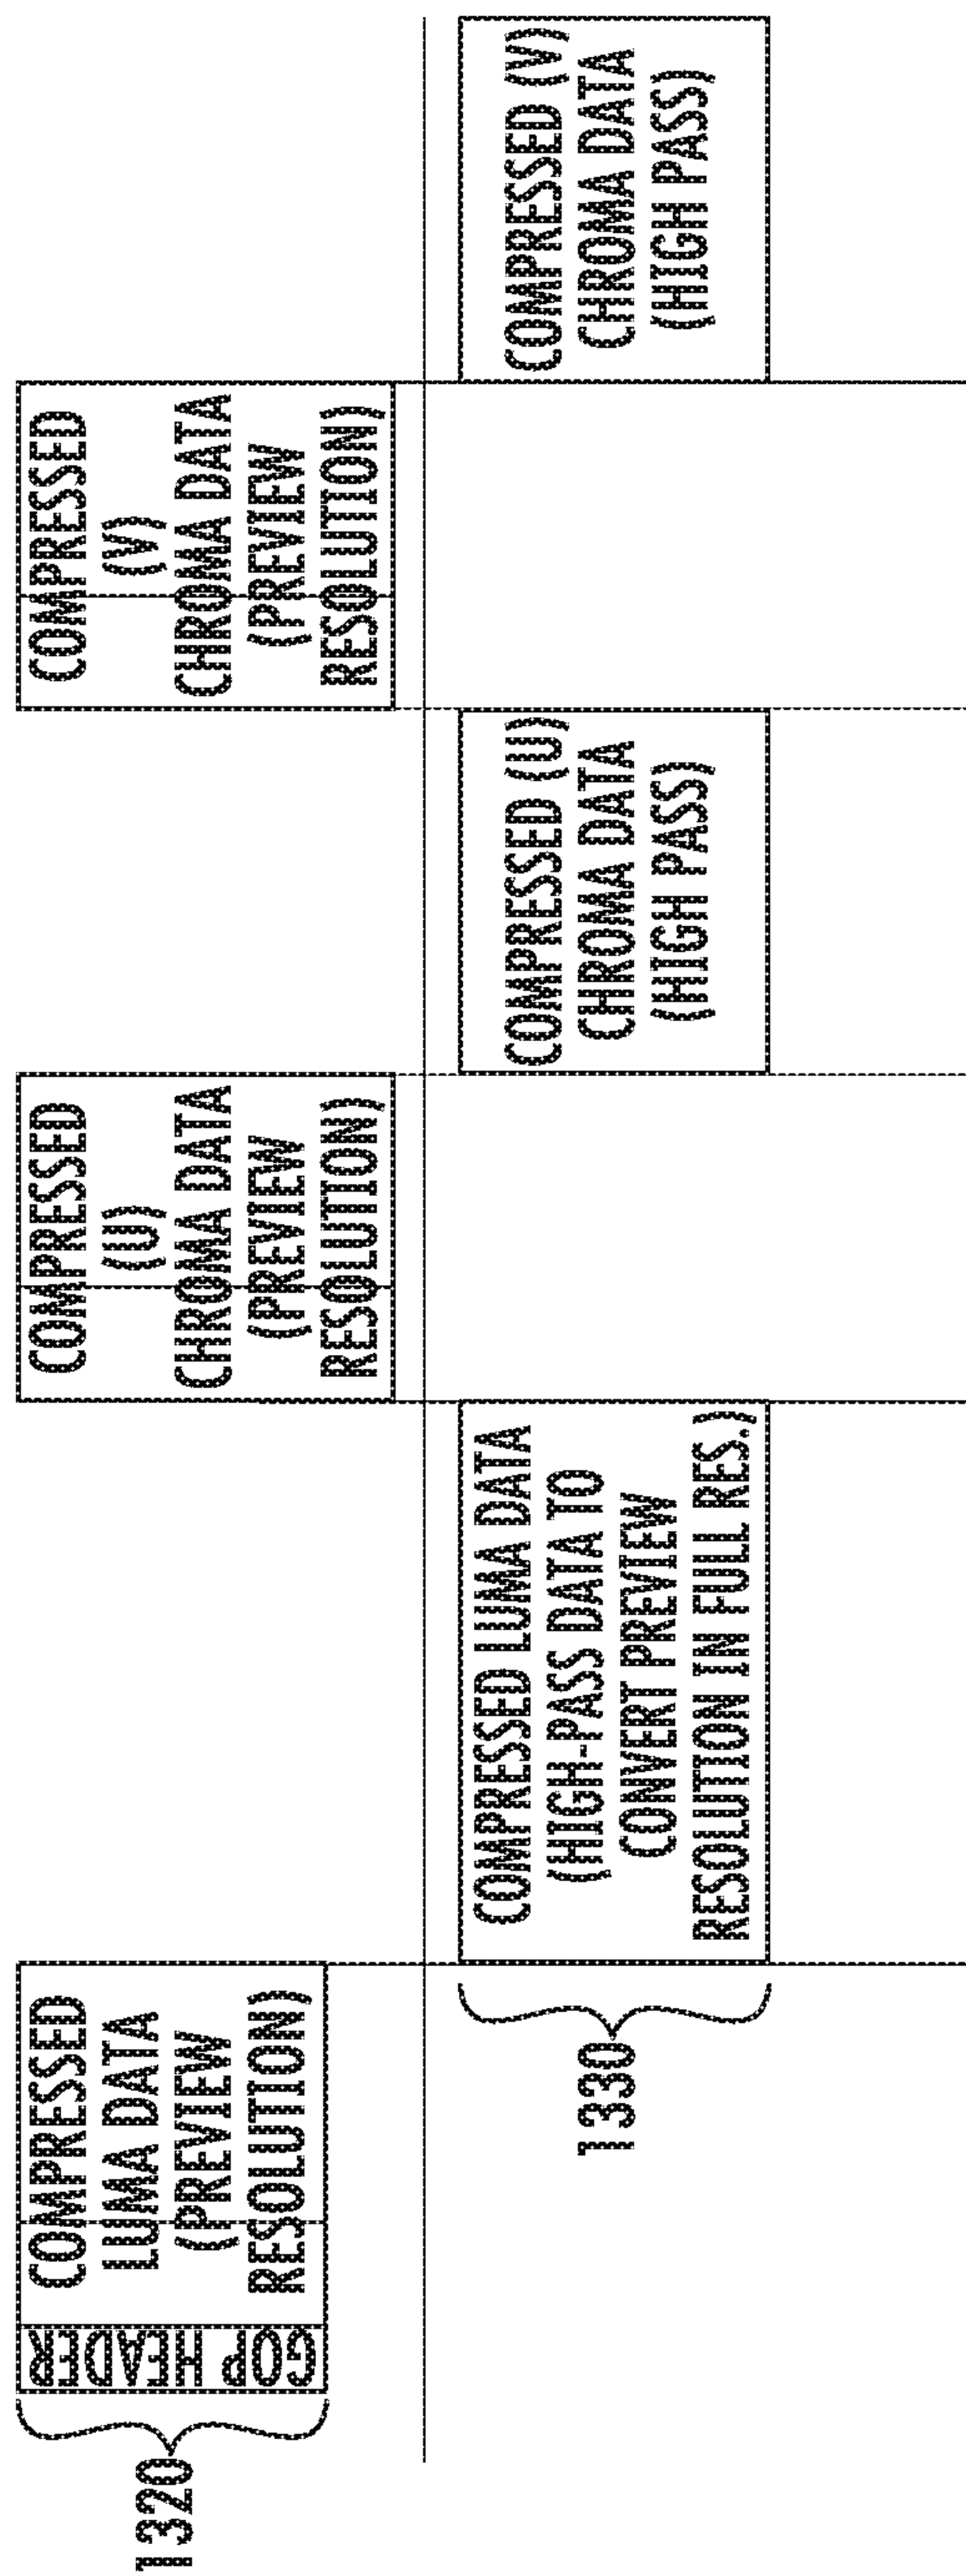 1320
GOP HEADER
COMPRESSED
LUMA DATA
(PREVIEW
RESOLUTION)
COMPRESSED
(U)
CHROMA DATA
(PREVIEW
RESOLUTION)
COMPRESSED
(V)
CHROMA DATA
(PREVIEW
RESOLUTION)
1330
COMPRESSED LUMA DATA
(HIGH-PASS DATA TO
CONVERT PREVIEW
RESOLUTION IN FULL RES.)
COMPRESSED (U)
CHROMA DATA
(HIGH PASS)
COMPRESSED (V)
CHROMA DATA
(HIGH PASS)